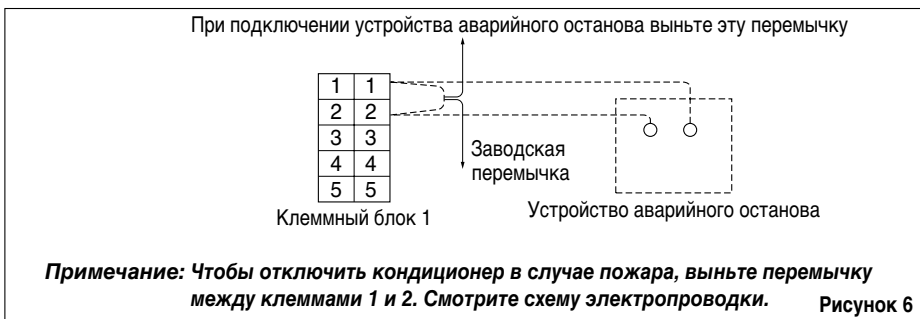 При подключении устройства аварийного останова выньте эту перемычку
1 1
2 2
3 3
4 4
5 5
Заводская
перемычка
Клеммный блок 1
Устройство аварийного останова
Примечание: Чтобы отключить кондиционер в случае пожара, выньте перемычку
между клеммами 1 и 2. Смотрите схему электропроводки.
Рисунок 6